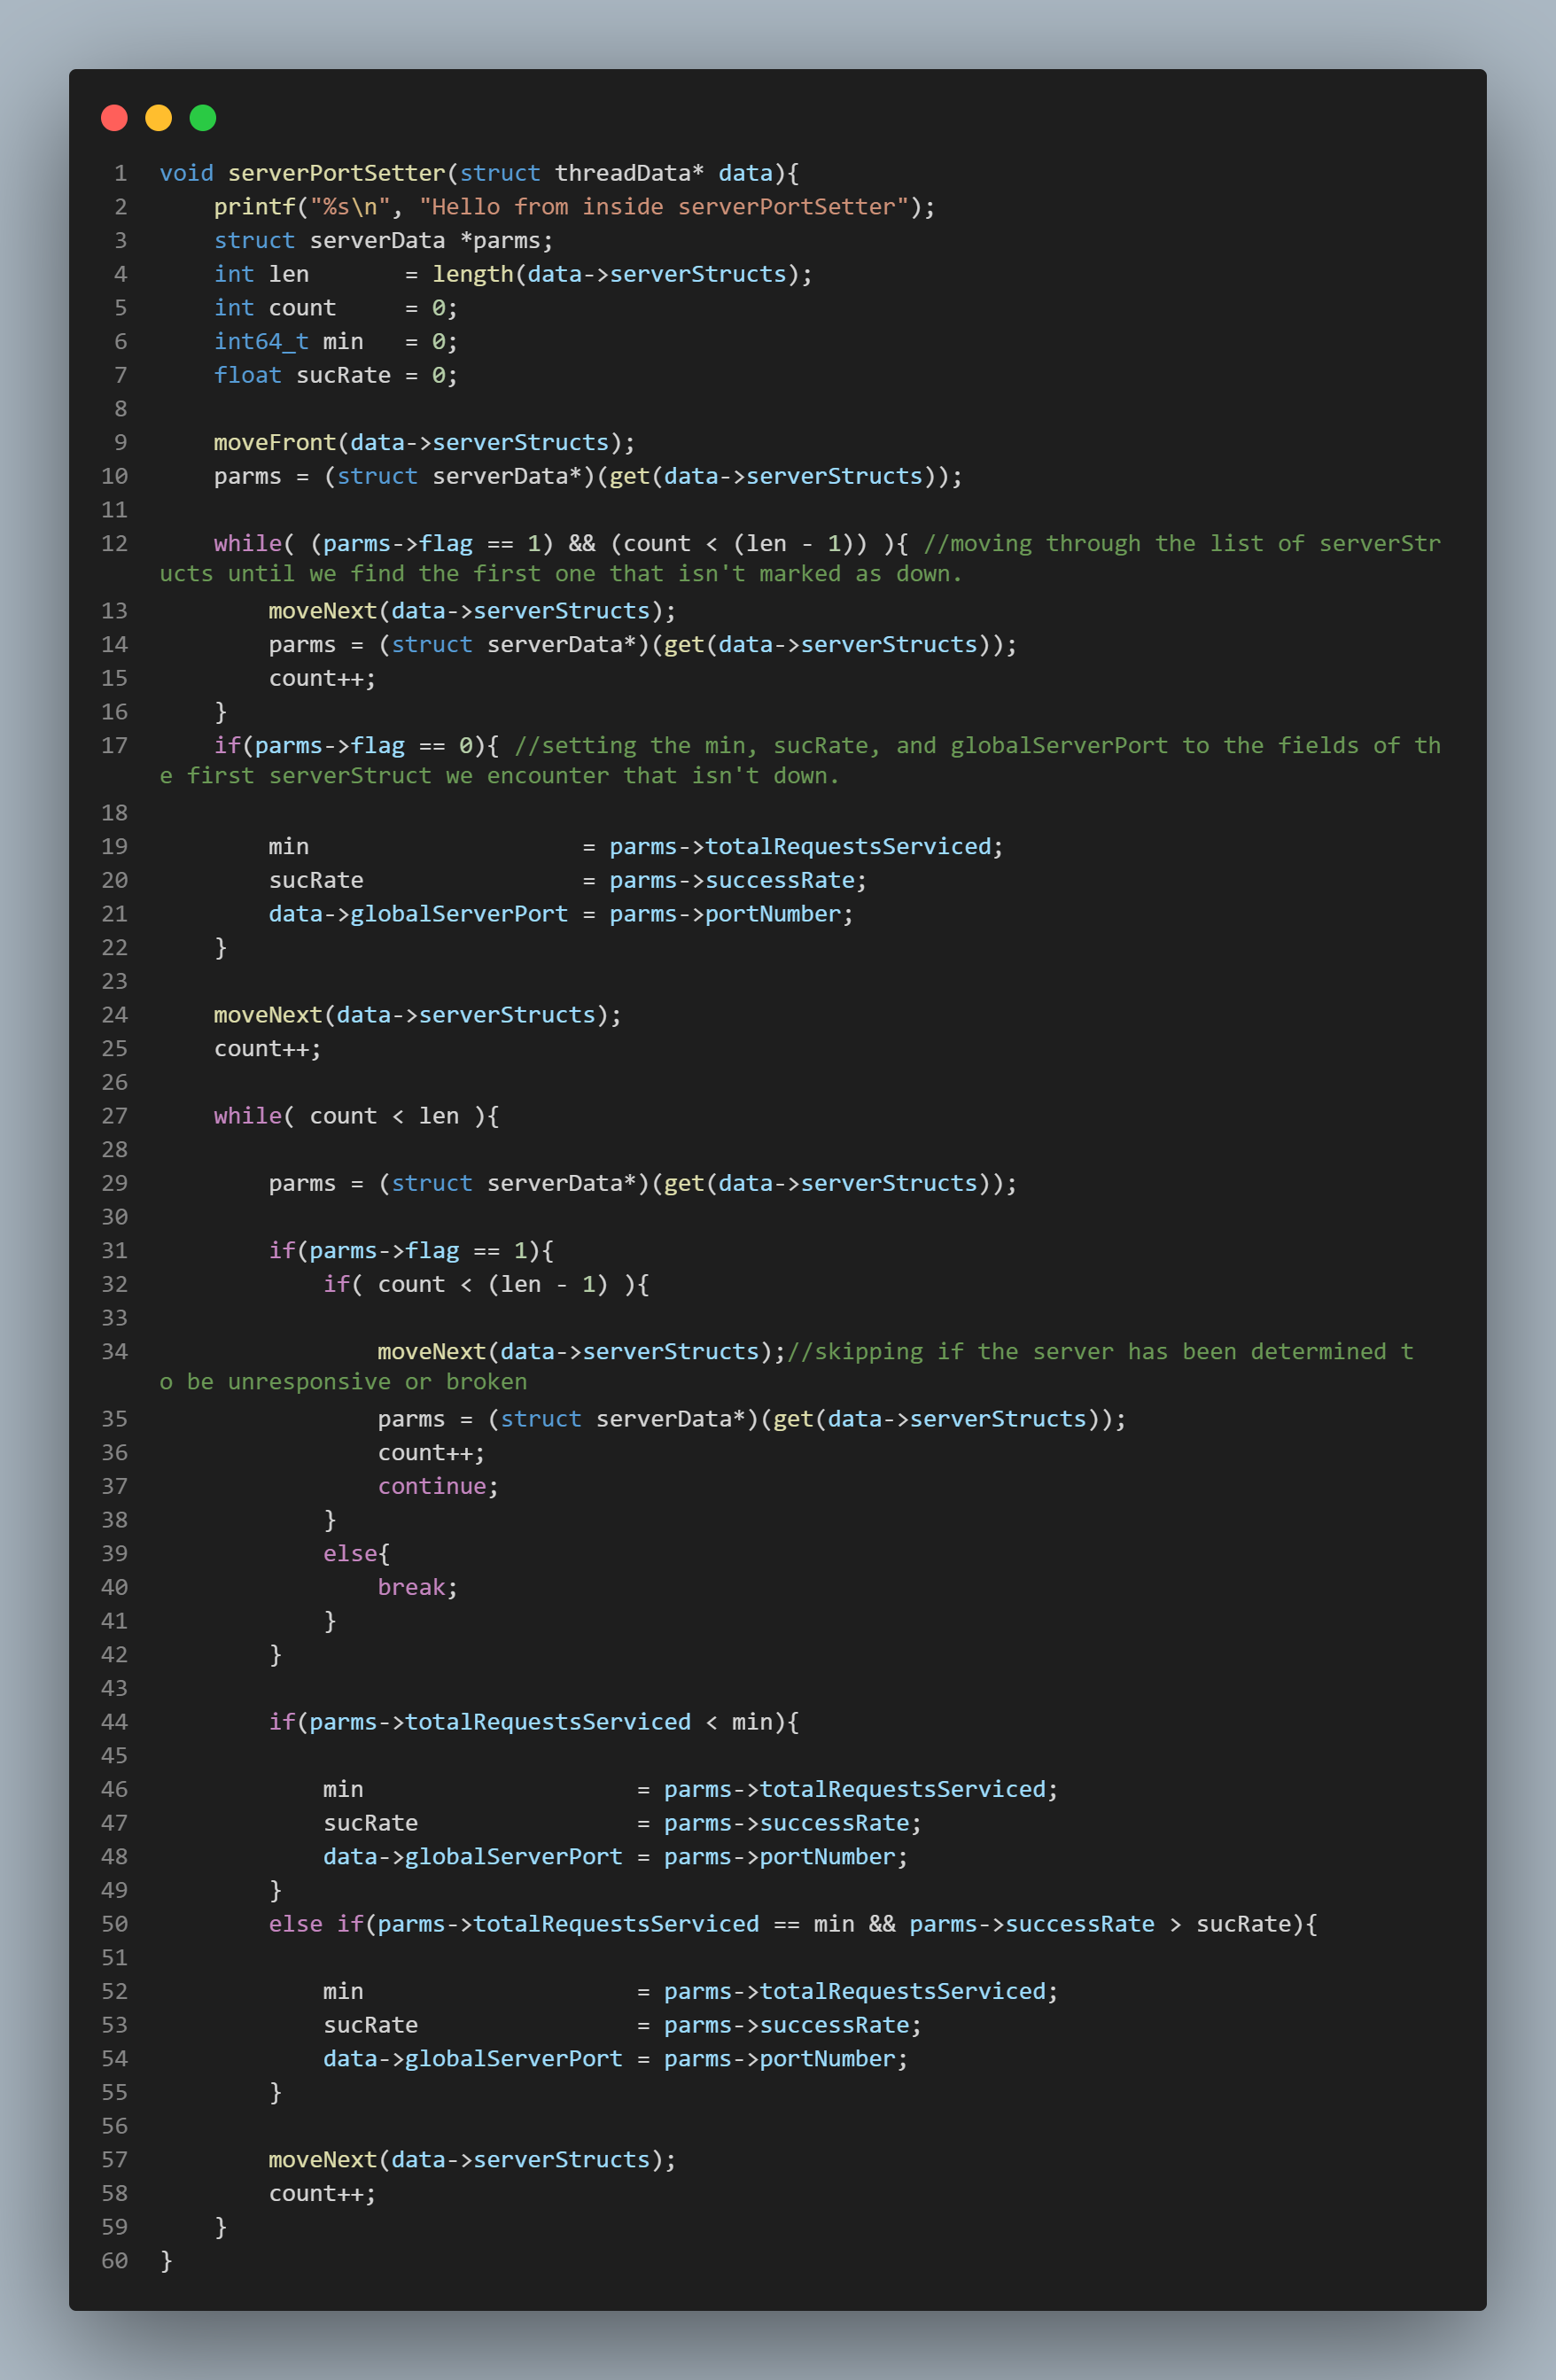 1 void serverPortSetter(struct threadData* data){
2     printf("%s\n", "Hello from inside serverPortSetter");
3     struct serverData *parms;
4     int len       = length(data->serverStructs);
5     int count     = 0;
6     int64_t min   = 0;
7     float sucRate = 0;
8
9     moveFront(data->serverStructs);
10     parms = (struct serverData*)(get(data->serverStructs));
11
12     while( (parms->flag == 1) && (count < (len - 1)) ){ //moving through the list of serverStr
ucts until we find the first one that isn't marked as down.
13         moveNext(data->serverStructs);
14         parms = (struct serverData*)(get(data->serverStructs));
15         count++;
16     }
17     if(parms->flag == 0){ //setting the min, sucRate, and globalServerPort to the fields of th
e first serverStruct we encounter that isn't down.
18
19         min                    = parms->totalRequestsServiced;
20         sucRate                = parms->successRate;
21         data->globalServerPort = parms->portNumber;
22     }
23
24     moveNext(data->serverStructs);
25     count++;
26
27     while( count < len ){
28
29         parms = (struct serverData*)(get(data->serverStructs));
30
31         if(parms->flag == 1){
32             if( count < (len - 1) ){
33
34                 moveNext(data->serverStructs);//skipping if the server has been determined t
o be unresponsive or broken
35                 parms = (struct serverData*)(get(data->serverStructs));
36                 count++;
37                 continue;
38             }
39             else{
40                 break;
41             }
42         }
43
44         if(parms->totalRequestsServiced < min){
45
46             min                    = parms->totalRequestsServiced;
47             sucRate                = parms->successRate;
48             data->globalServerPort = parms->portNumber;
49         }
50         else if(parms->totalRequestsServiced == min && parms->successRate > sucRate){
51
52             min                    = parms->totalRequestsServiced;
53             sucRate                = parms->successRate;
54             data->globalServerPort = parms->portNumber;
55         }
56
57         moveNext(data->serverStructs);
58         count++;
59     }
60 }